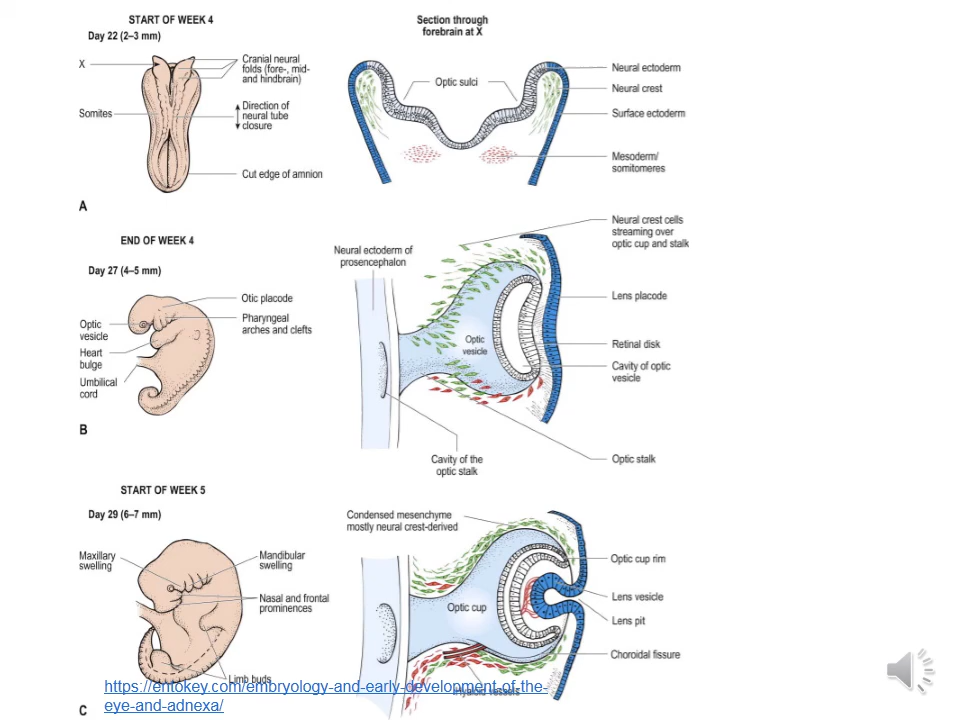 START OF WEEK 4
Day 22 (2–3 mm)
X
Cranial neural
folds (fore-, mid-
and hindbrain)
Somites
Direction of
neural tube
closure
Cut edge of amnion
A
Section through
forebrain at X
Optic sulci
Neural ectoderm
Neural crest
Surface ectoderm
Mesoderm/
somitomeres
END OF WEEK 4
Day 27 (4–5 mm)
Otic placode
Pharyngeal
arches and clefts
Optic
vesicle
Heart
bulge
Umbilical
cord
B
Neural ectoderm of
prosencephalon
Neural crest cells
streaming over
optic cup and stalk
Lens placode
Optic
vesicle
Retinal disk
Cavity of optic
vesicle
Cavity of the
optic stalk
Optic stalk
START OF WEEK 5
Day 29 (6–7 mm)
Maxillary
swelling
Mandibular
swelling
Nasal and frontal
prominences
Limb buds
C
Condensed mesenchyme
mostly neural crest-derived
Optic cup rim
Optic cup
Lens vesicle
Lens pit
Choroidal fissure
Hyaloid vessels
https://entokey.com/embryology-and-early-development-of-the-
eye-and-adnexa/